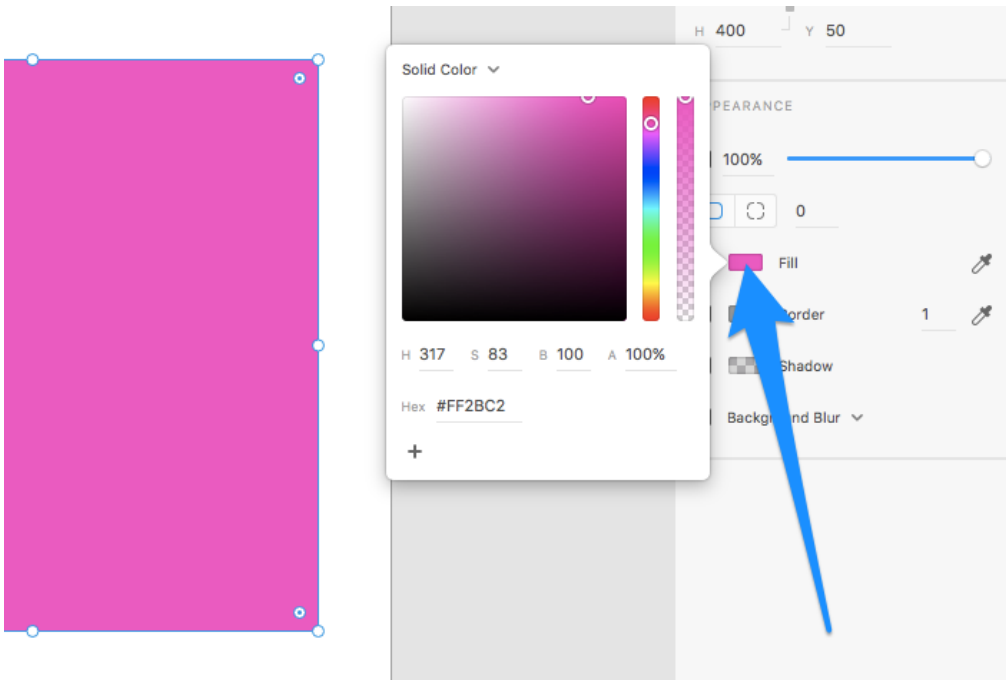 H 400 Y 50
Solid Color
PEARANCE
100%
0
Fill
Border 1
Shadow
H 317 S 83 B 100 A 100%
Hex #FF2BC2
Background Blur
+